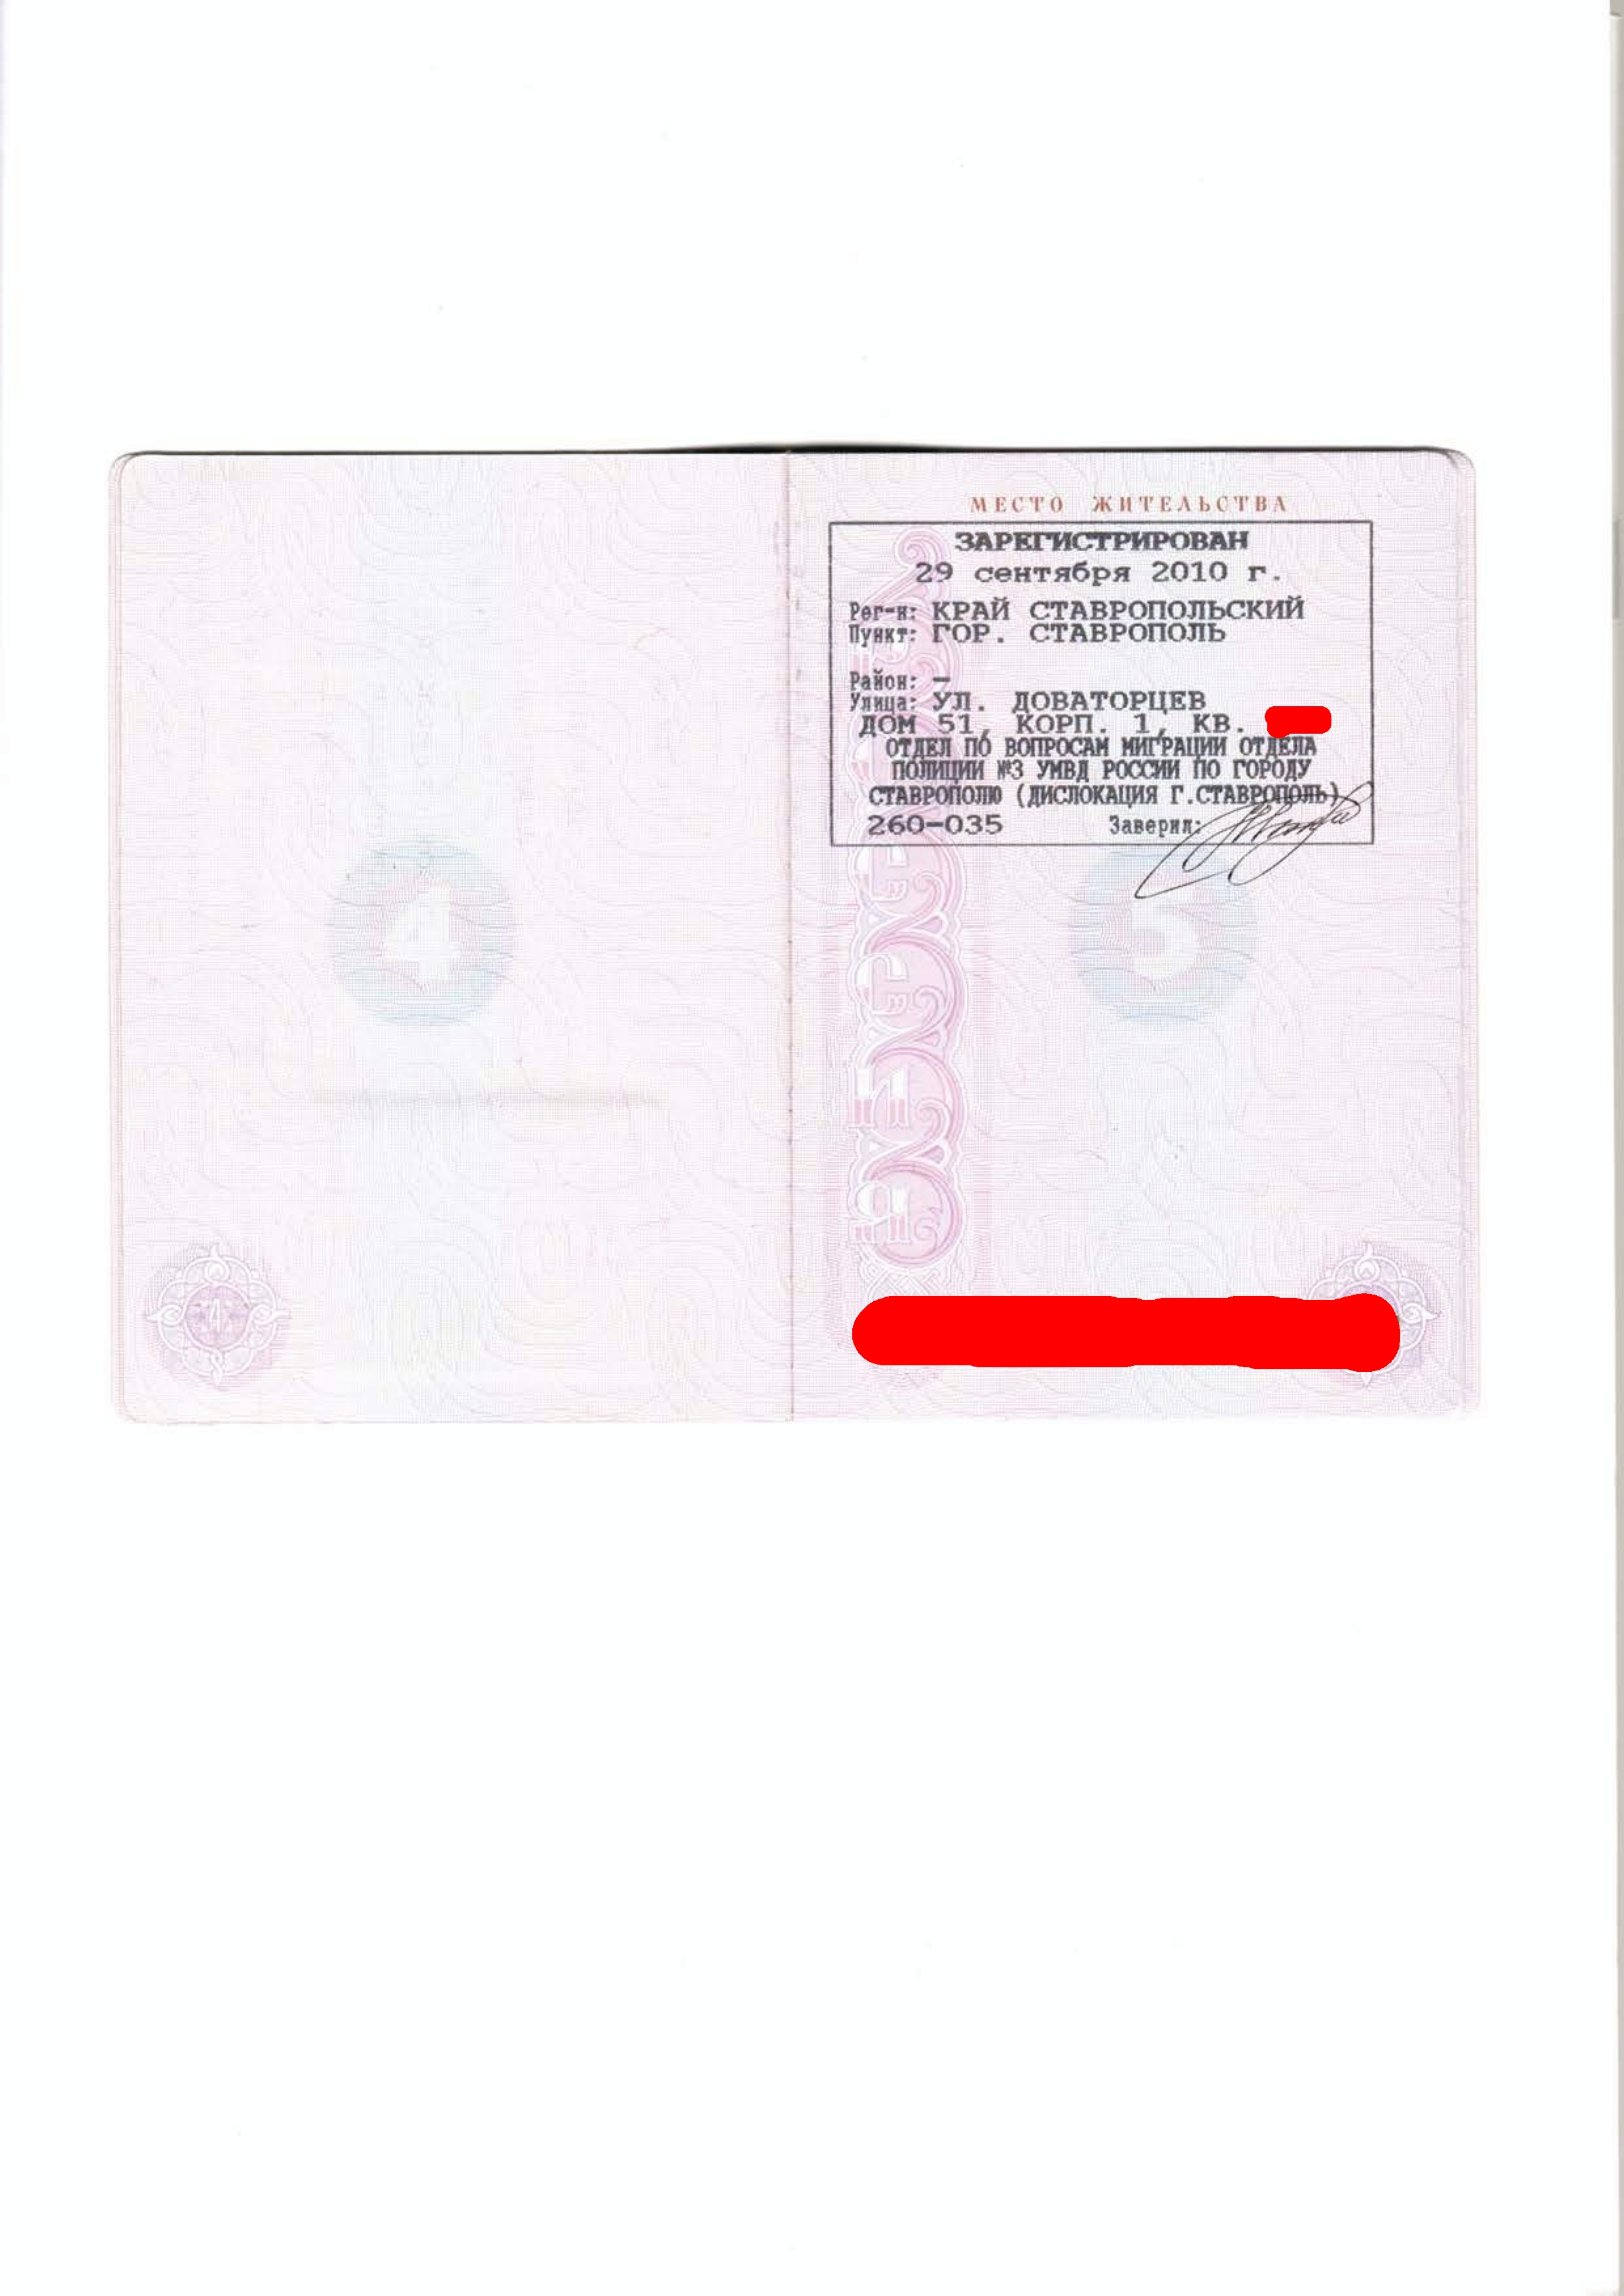 МЕСТО ЖИТЕЛЬСТВА
ЗАРЕГИСТРИРОВАН
29 сентября 2010 г.
Рег-н: КРАЙ СТАВРОПОЛЬСКИЙ
Пункт: ГОР. СТАВРОПОЛЬ
Район: —
Улица: УЛ. ДОВАТОРЦЕВ
ДОМ 51, КОРП. 1, КВ.
ОТДЕЛ ПО ВОПРОСАМ МИГРАЦИИ ОТДЕЛА
ПОЛИЦИИ №3 УМВД РОССИИ ПО ГОРОДУ
СТАВРОПОЛЮ (ДИСЛОКАЦИЯ Г.СТАВРОПОЛЬ)
260-035 Заверил:
4
5
РОССИЯ
4